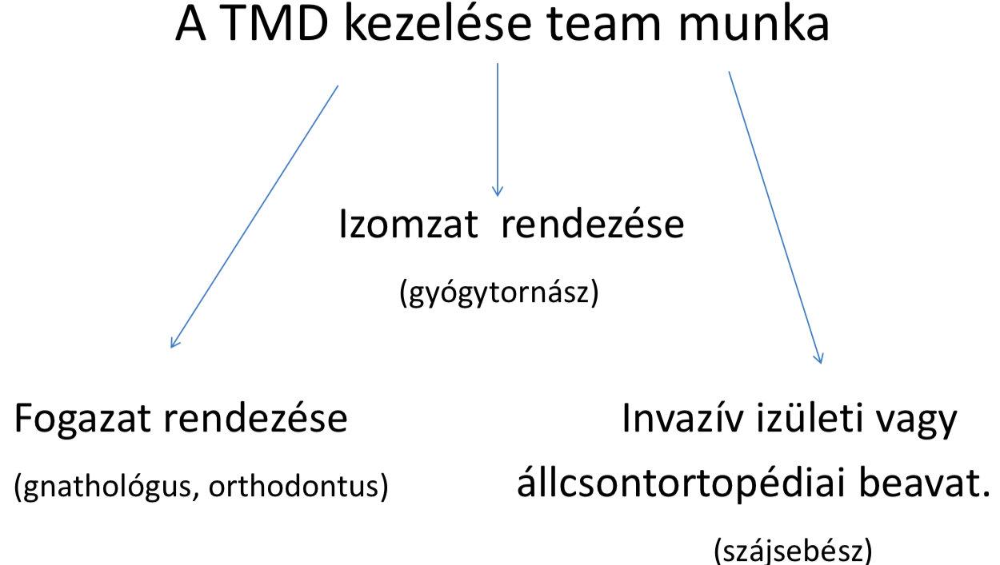 A TMD kezelése team munka
Izomzat rendezése
(gyógytornász)
Fogazat rendezése
(gnathológus, orthodontus)
Invazív izületi vagy
állcsontortopédiai beavat.
(szájsebész)